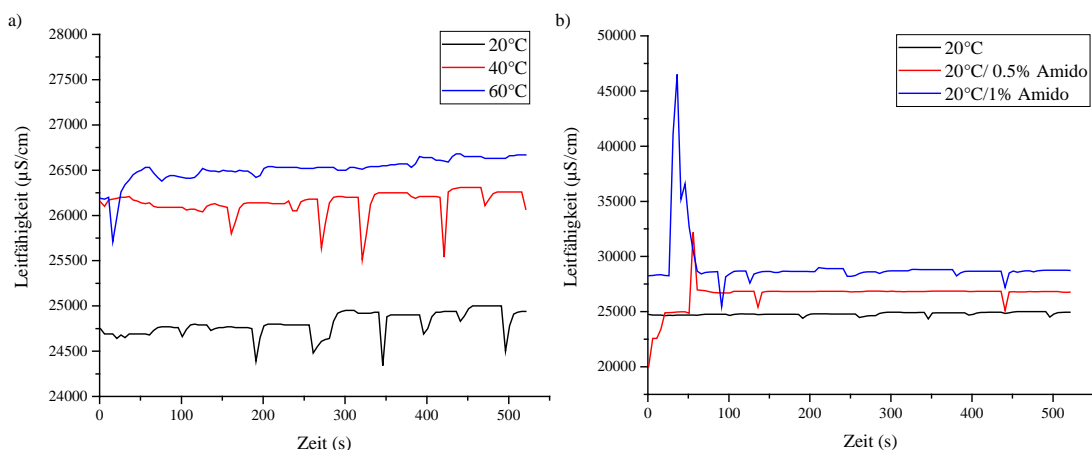 a)
Leitfähigkeit (µS/cm)
28000
27500
27000
26500
26000
25500
25000
24500
24000
0
100
200
300
400
500
Zeit (s)
20°C
40°C
60°C
b)
Leitfähigkeit (µS/cm)
50000
45000
40000
35000
30000
25000
20000
0
100
200
300
400
500
Zeit (s)
20°C
20°C/ 0.5% Amido
20°C/1% Amido